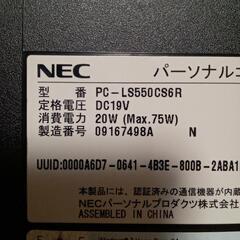 NEC パーソナルコ
型 番 PC-LS550CS6R
定格電圧 DC19V
消費電力 20W (Max.75W)
製造番号 09167498A N
UUID:0000A6D7-0641-4B3E-800B-2ABA1
本製品には、認証済みの通信機器が内蔵
NECパーソナルプロダクツ株式会
ASSEMBLED IN CHINA